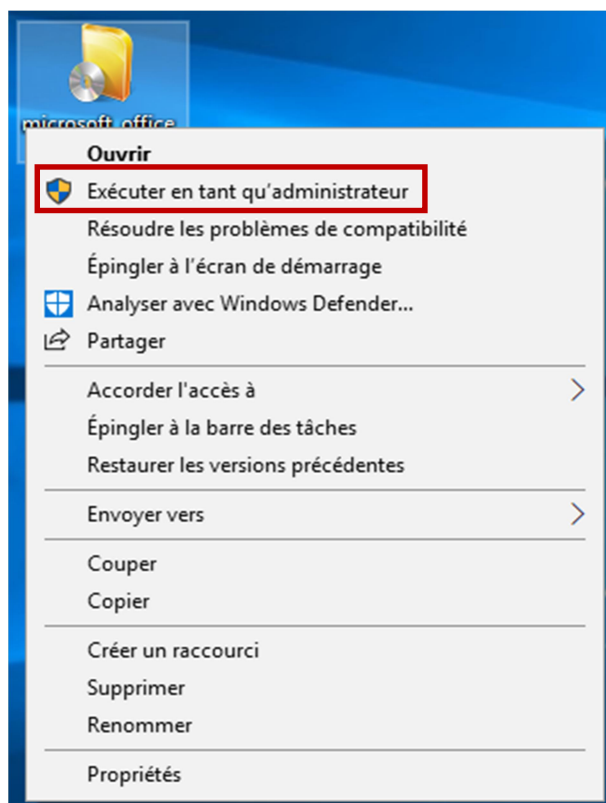 microsoft_office
Ouvrir
Exécuter en tant qu’administrateur
Résoudre les problèmes de compatibilité
Épingler à l’écran de démarrage
Analyser avec Windows Defender...
Partager
Accorder l'accès à
Épingler à la barre des tâches
Restaurer les versions précédentes
Envoyer vers
Couper
Copier
Créer un raccourci
Supprimer
Renommer
Propriétés